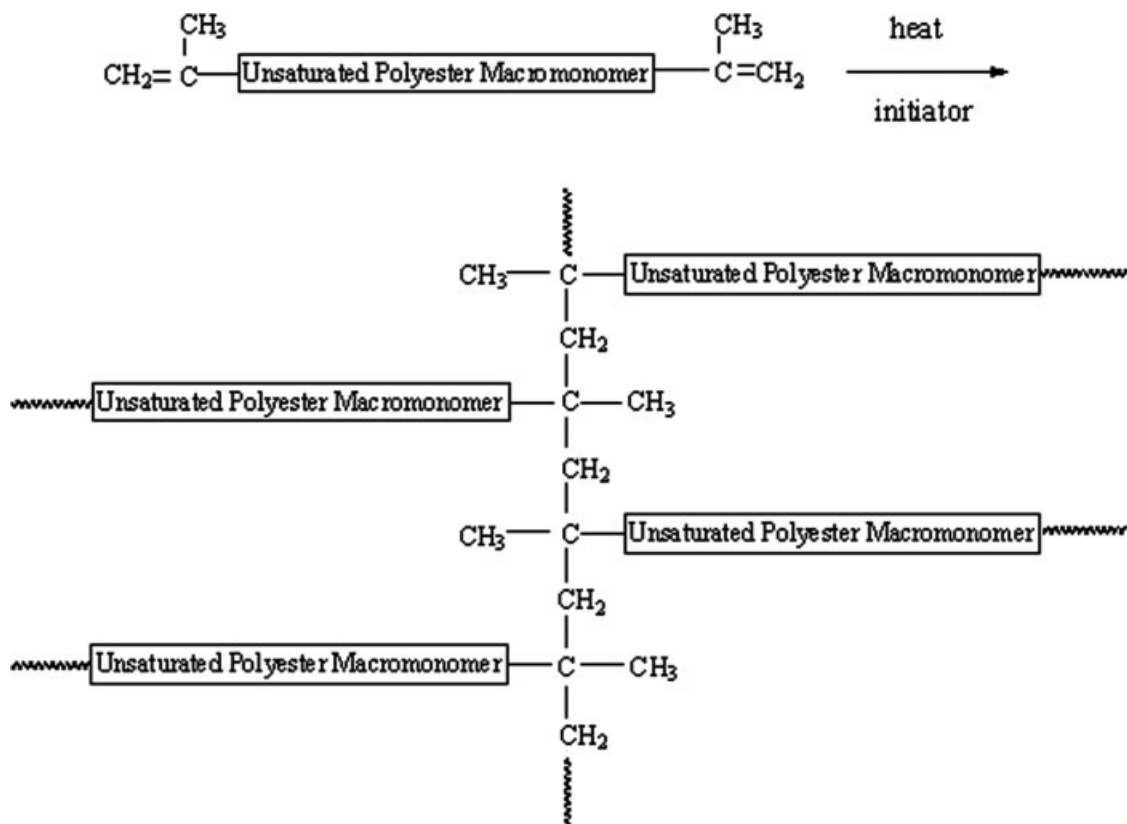 CH3 CH3 heat
CH2=C Unsaturated Polyester Macromonomer C=CH2
initiator
CH3 C Unsaturated Polyester Macromonomer
CH2
Unsaturated Polyester Macromonomer C CH3
CH2
CH3 C Unsaturated Polyester Macromonomer
CH2
Unsaturated Polyester Macromonomer C CH3
CH2